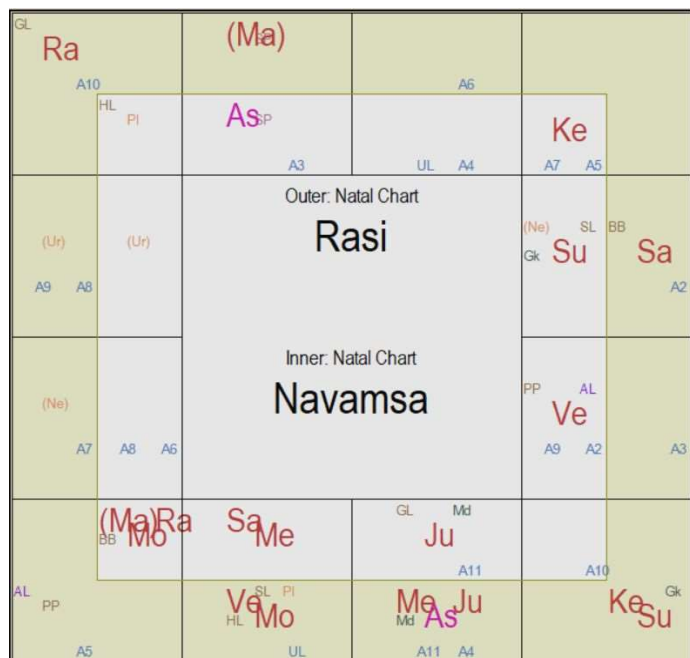 GL
Ra
(Ma)
A10
A6
HL
Pl
As
SP
Ke
A3
UL
A4
A7
A5
Outer: Natal Chart
Rasi
(Ur)
(Ur)
(Ne)
SL
BB
Gk
Su
Sa
A9
A8
A2
Inner: Natal Chart
Navamsa
(Ne)
PP
AL
Ve
A7
A8
A6
A9
A2
A3
(Ma)
Ra
BB
Mo
Sa
Me
GL
Md
Ju
A11
A10
AL
PP
Ve
SL
Pl
HL
Mo
Me
Ju
Md
As
Ke
Gk
Su
A5
UL
A11
A4